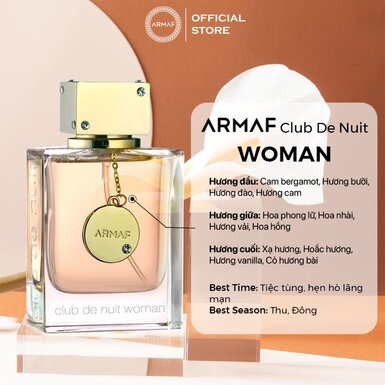 ARMAF
OFFICIAL
STORE
ARMAF Club De Nuit
WOMAN
Hương đầu: Cam bergamot, Hương bưởi,
Hương đào, Hương cam
Hương giữa: Hoa phong lữ, Hoa nhài,
Hương vải, Hoa hồng
Hương cuối: Xạ hương, Hoắc hương,
Hương vanilla, Cỏ hương bài
Best Time: Tiệc tùng, hẹn hò lãng
mạn
Best Season: Thu, Đông
ARMAF
club de nuit woman